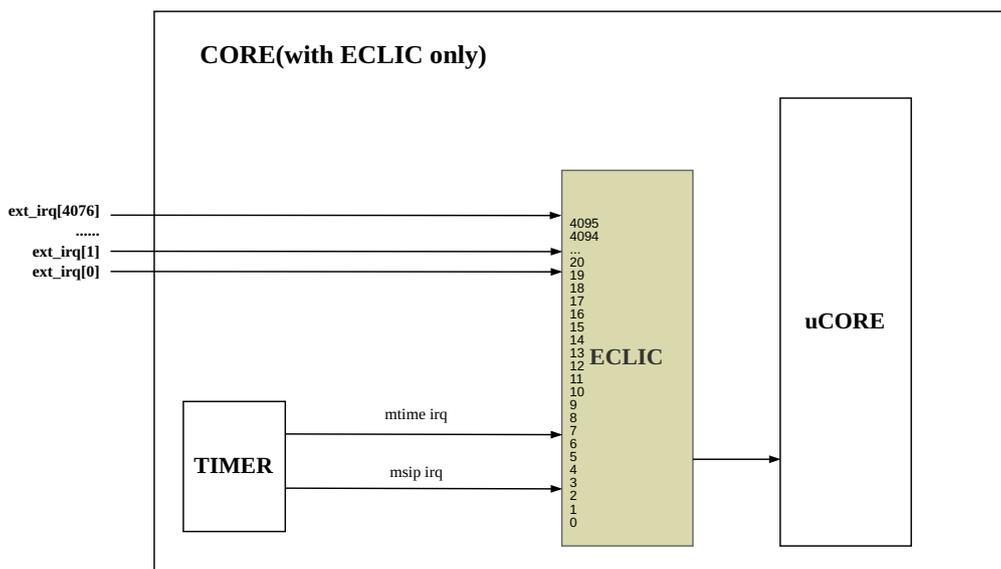 CORE(with ECLIC only)
ext_irq[4076]
......
ext_irq[1]
ext_irq[0]
4095
4094
...
20
19
18
17
16
15
14
13
12
11
10
9
8
7
6
5
4
3
2
1
0
ECLIC
uCORE
TIMER
mtime irq
msip irq